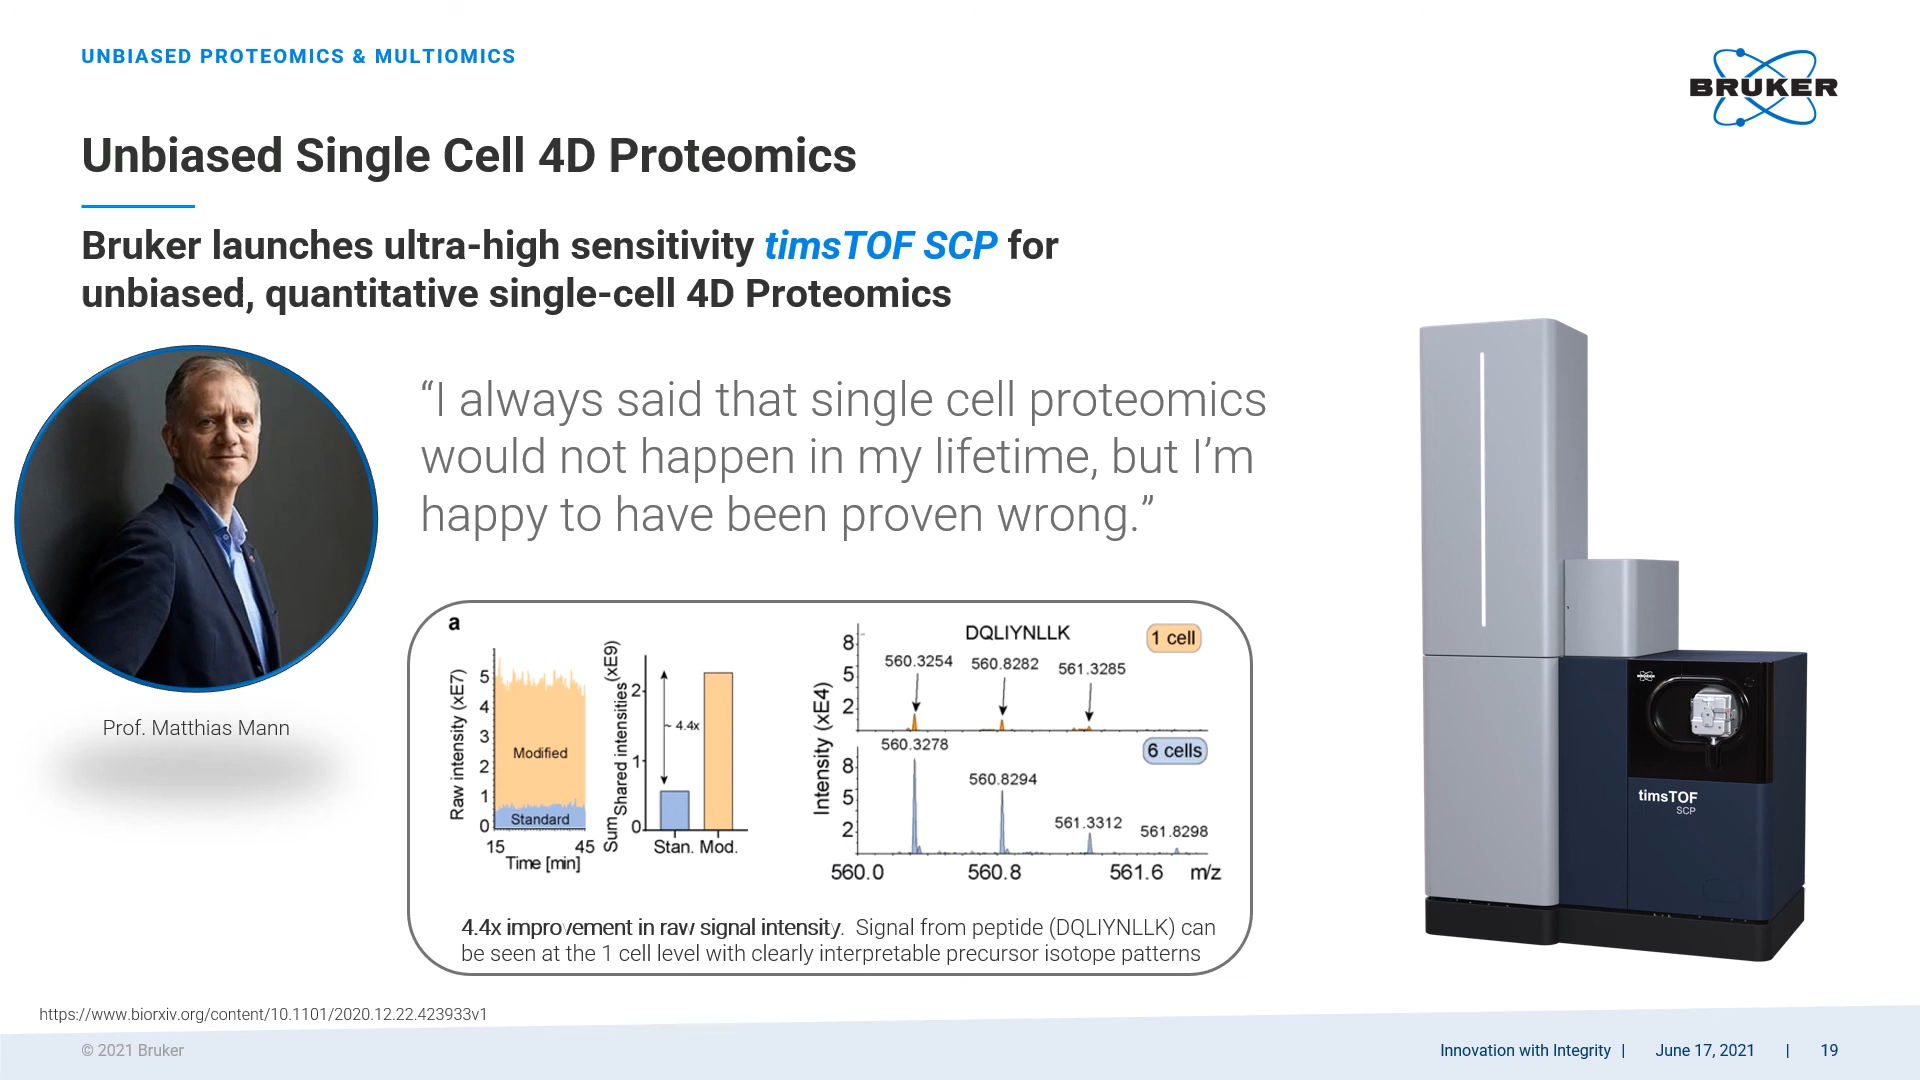 UNBIASED PROTEOMICS & MULTIOMICS
BRUKER
Unbiased Single Cell 4D Proteomics
Bruker launches ultra-high sensitivity timsTOF SCP for
unbiased, quantitative single-cell 4D Proteomics
“I always said that single cell proteomics
would not happen in my lifetime, but I’m
happy to have been proven wrong.”
Prof. Matthias Mann
a
Raw intensity (xE7)
5
4
3
2
1
0
Modified
Standard
15 45
Time [min]
Sum Shared intensities (xE9)
2
1
0
~ 4.4x
Stan. Mod.
Intensity (xE4)
DQLIYNLLK
1 cell
8
5
2
560.3254 560.8282 561.3285
6 cells
8
5
2
560.3278
560.8294
561.3312
561.8298
560.0 560.8 561.6 m/z
4.4x improvement in raw signal intensity. Signal from peptide (DQLIYNLLK) can
be seen at the 1 cell level with clearly interpretable precursor isotope patterns
BRUKER
timsTOF
SCP
https://www.biorxiv.org/content/10.1101/2020.12.22.423933v1
© 2021 Bruker
Innovation with Integrity | June 17, 2021 | 19